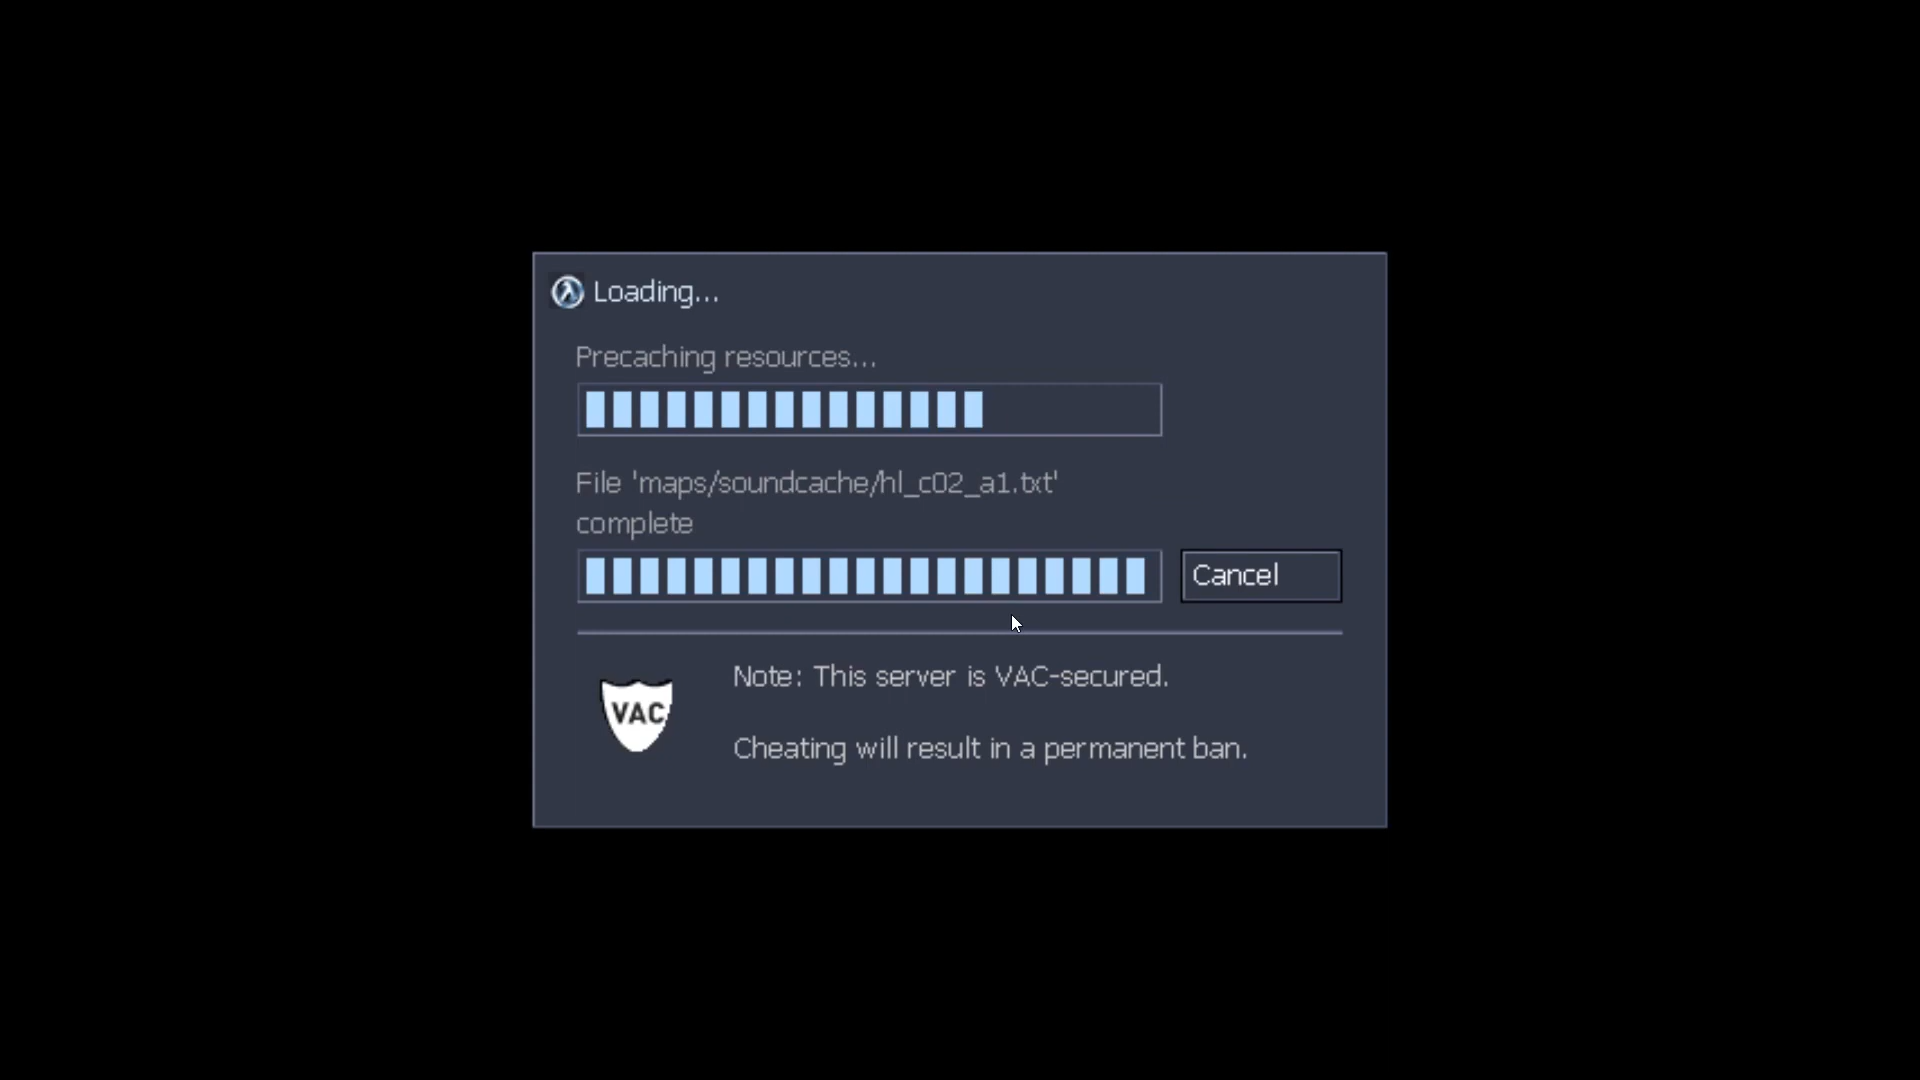 Loading...
Precaching resources...
File 'maps/soundcache/hl_c02_a1.txt'
complete
Cancel
VAC
Note: This server is VAC-secured.
Cheating will result in a permanent ban.